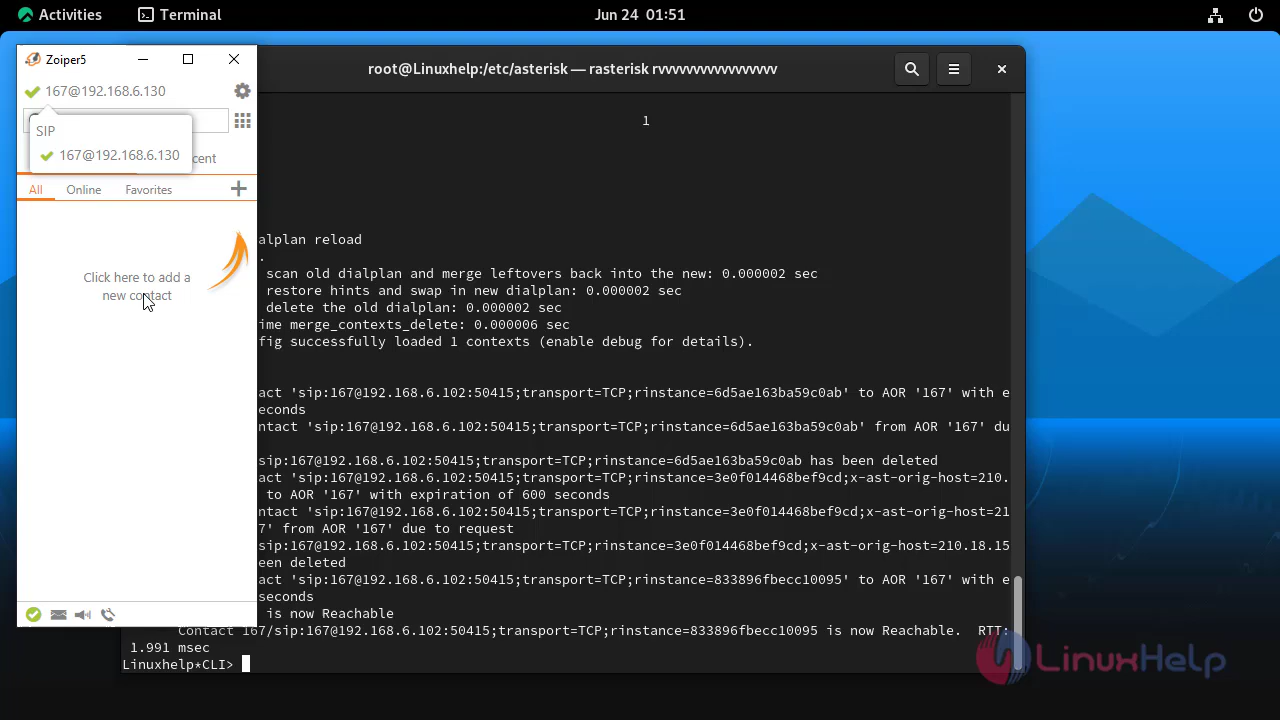 Activities
Terminal
Jun 24 01:51
Zoiper5
167@192.168.6.130
SIP
167@192.168.6.130
cent
All
Online
Favorites
Click here to add a
new contact
root@Linuxhelp:/etc/asterisk — rasterisk rvvvvvvvvvvvvvvvv
1
alplan reload
.
scan old dialplan and merge leftovers back into the new: 0.000002 sec
restore hints and swap in new dialplan: 0.000002 sec
delete the old dialplan: 0.000002 sec
ime merge_contexts_delete: 0.000006 sec
fig successfully loaded 1 contexts (enable debug for details).
act 'sip:167@192.168.6.102:50415;transport=TCP;rinstance=6d5ae163ba59c0ab' to AOR '167' with e
econds
ntact 'sip:167@192.168.6.102:50415;transport=TCP;rinstance=6d5ae163ba59c0ab' from AOR '167' du
sip:167@192.168.6.102:50415;transport=TCP;rinstance=6d5ae163ba59c0ab has been deleted
act 'sip:167@192.168.6.102:50415;transport=TCP;rinstance=3e0f014468bef9cd;x-ast-orig-host=210.
to AOR '167' with expiration of 600 seconds
ntact 'sip:167@192.168.6.102:50415;transport=TCP;rinstance=3e0f014468bef9cd;x-ast-orig-host=21
7' from AOR '167' due to request
sip:167@192.168.6.102:50415;transport=TCP;rinstance=3e0f014468bef9cd;x-ast-orig-host=210.18.15
een deleted
act 'sip:167@192.168.6.102:50415;transport=TCP;rinstance=833896fbecc10095' to AOR '167' with e
seconds
is now Reachable
Contact 167/sip:167@192.168.6.102:50415;transport=TCP;rinstance=833896fbecc10095 is now Reachable.  RTT:
1.991 msec
Linuxhelp*CLI>
LinuxHelp